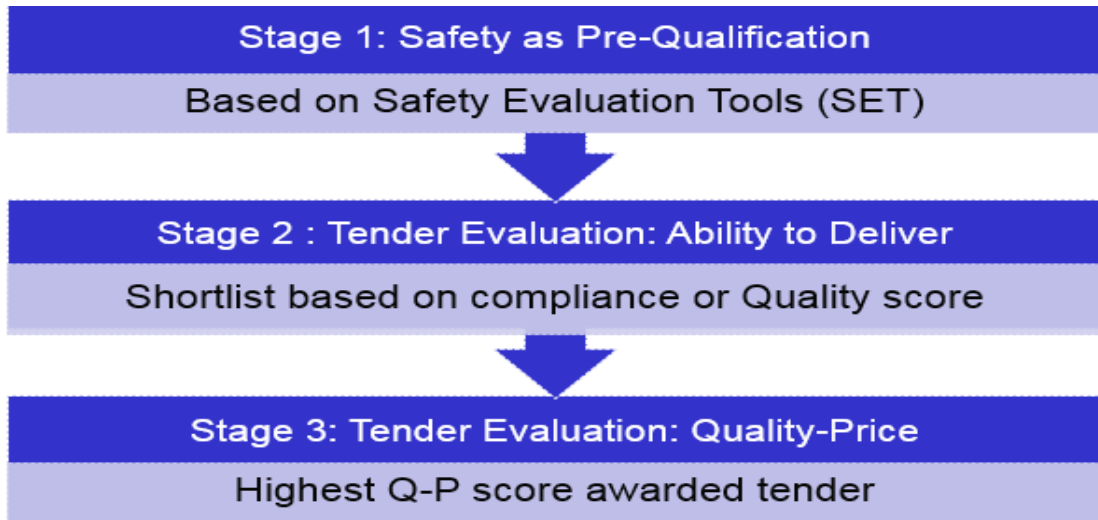 Stage 1: Safety as Pre-Qualification
Based on Safety Evaluation Tools (SET)
Stage 2 : Tender Evaluation: Ability to Deliver
Shortlist based on compliance or Quality score
Stage 3: Tender Evaluation: Quality-Price
Highest Q-P score awarded tender